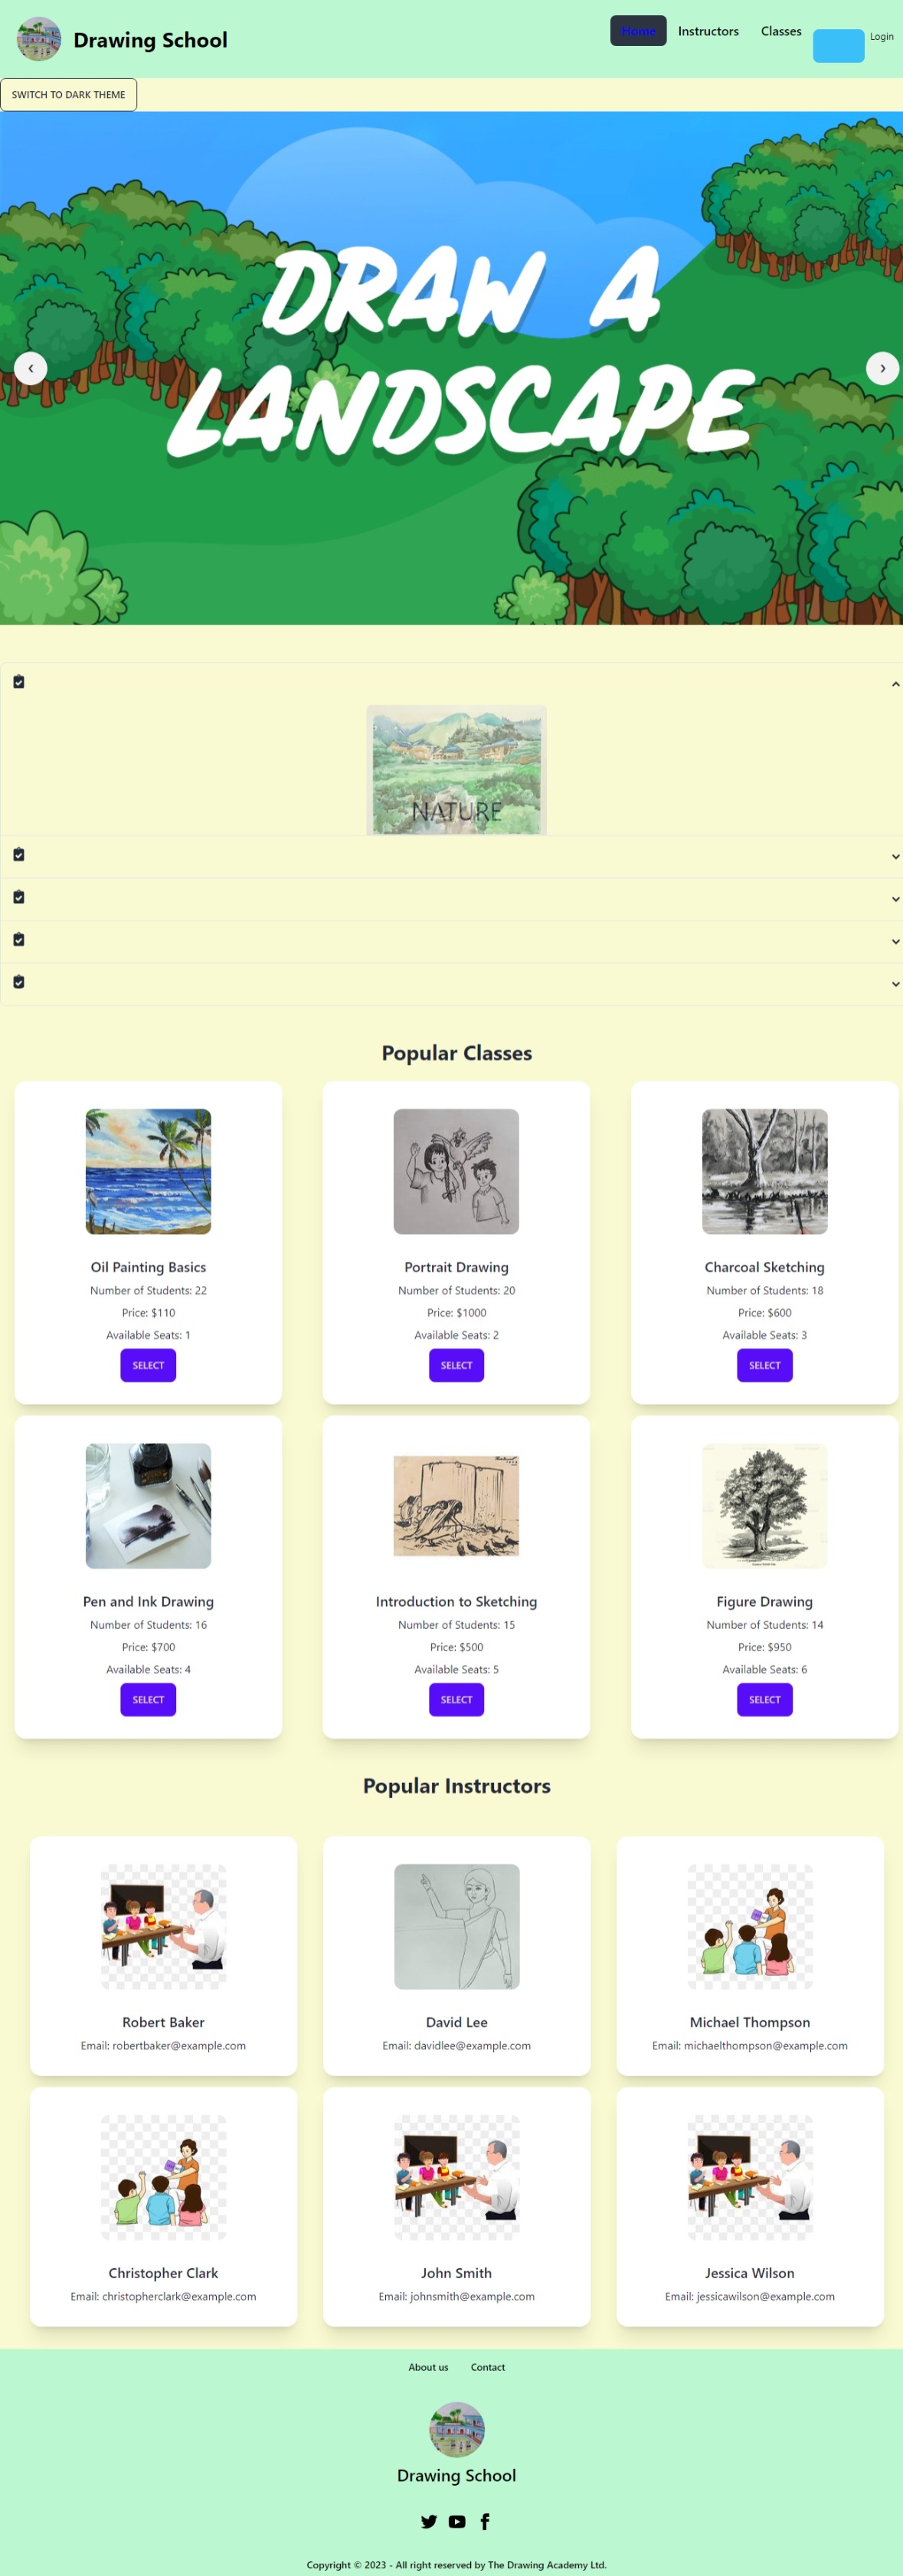 Drawing School
Home
Instructors
Classes
Login
SWITCH TO DARK THEME
DRAW A
LANDSCAPE
NATURE
Popular Classes
Oil Painting Basics
Number of Students: 22
Price: $110
Available Seats: 1
SELECT
Portrait Drawing
Number of Students: 20
Price: $1000
Available Seats: 2
SELECT
Charcoal Sketching
Number of Students: 18
Price: $600
Available Seats: 3
SELECT
Pen and Ink Drawing
Number of Students: 16
Price: $700
Available Seats: 4
SELECT
Introduction to Sketching
Number of Students: 15
Price: $500
Available Seats: 5
SELECT
Figure Drawing
Number of Students: 14
Price: $950
Available Seats: 6
SELECT
Popular Instructors
Robert Baker
Email: robertbaker@example.com
David Lee
Email: davidlee@example.com
Michael Thompson
Email: michaelthompson@example.com
Christopher Clark
Email: christopherclark@example.com
John Smith
Email: johnsmith@example.com
Jessica Wilson
Email: jessicawilson@example.com
About us
Contact
Drawing School
Copyright © 2023 - All right reserved by The Drawing Academy Ltd.